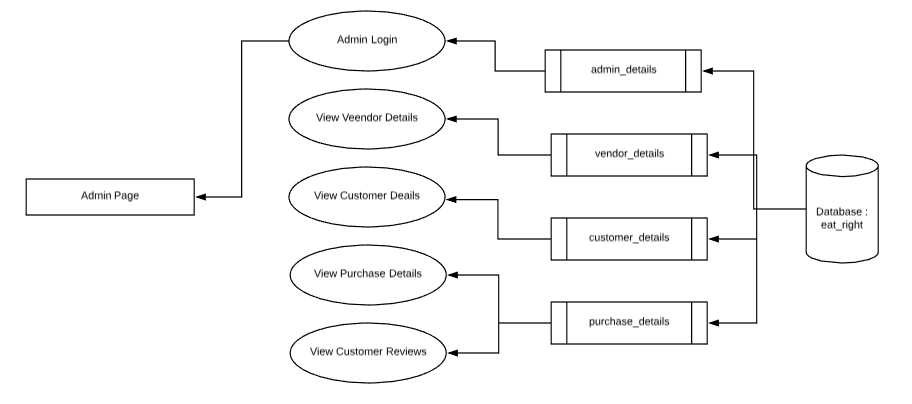 Admin Login
admin_details
View Veendor Details
vendor_details
Admin Page
View Customer Deails
Database :
eat_right
customer_details
View Purchase Details
purchase_details
View Customer Reviews